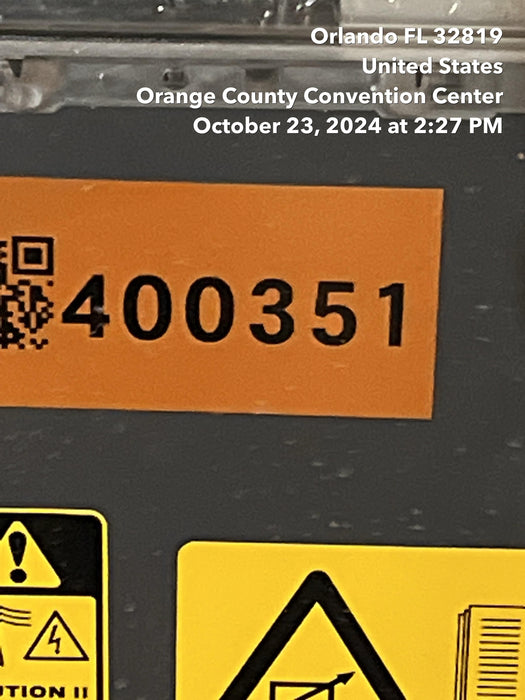 Orlando FL 32819
United States
Orange County Convention Center
October 23, 2024 at 2:27 PM
400351
UTION II